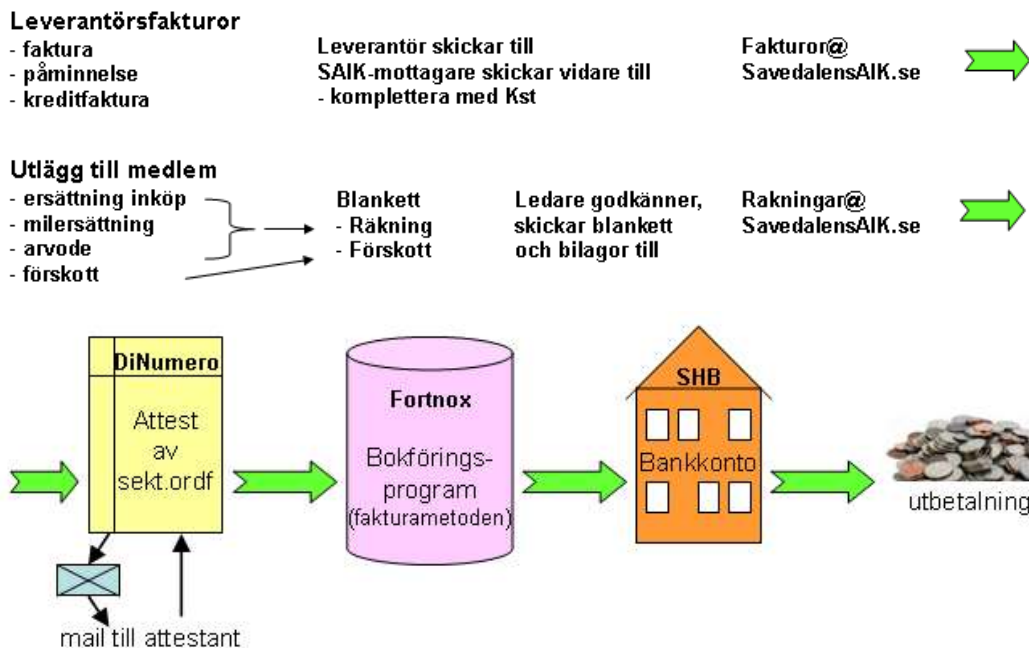 Leverantörsfakturor
- faktura
- påminnelse
- kreditfaktura
Leverantör skickar till
SAIK-mottagare skickar vidare till
- komplettera med Kst
Fakturor@
SavedalensAIK.se
Utlägg till medlem
- ersättning inköp
- milersättning
- arvode
- förskott
Blankett
- Räkning
- Förskott
Ledare godkänner,
skickar blankett
och bilagor till
Rakningar@
SavedalensAIK.se
DiNumero
Attest
av
sekt.ordf
mail till attestant
Fortnox
Bokförings-
program
(fakturametoden)
SHB
Bankkonto
utbetalning